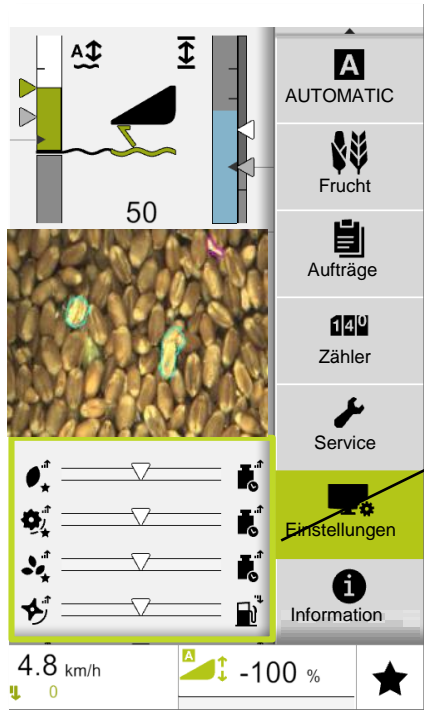 A
A
AUTOMATIC
Frucht
50
Aufträge
140
Zähler
Service
Einstellungen
Information
4.8 km/h
0
A
-100 %